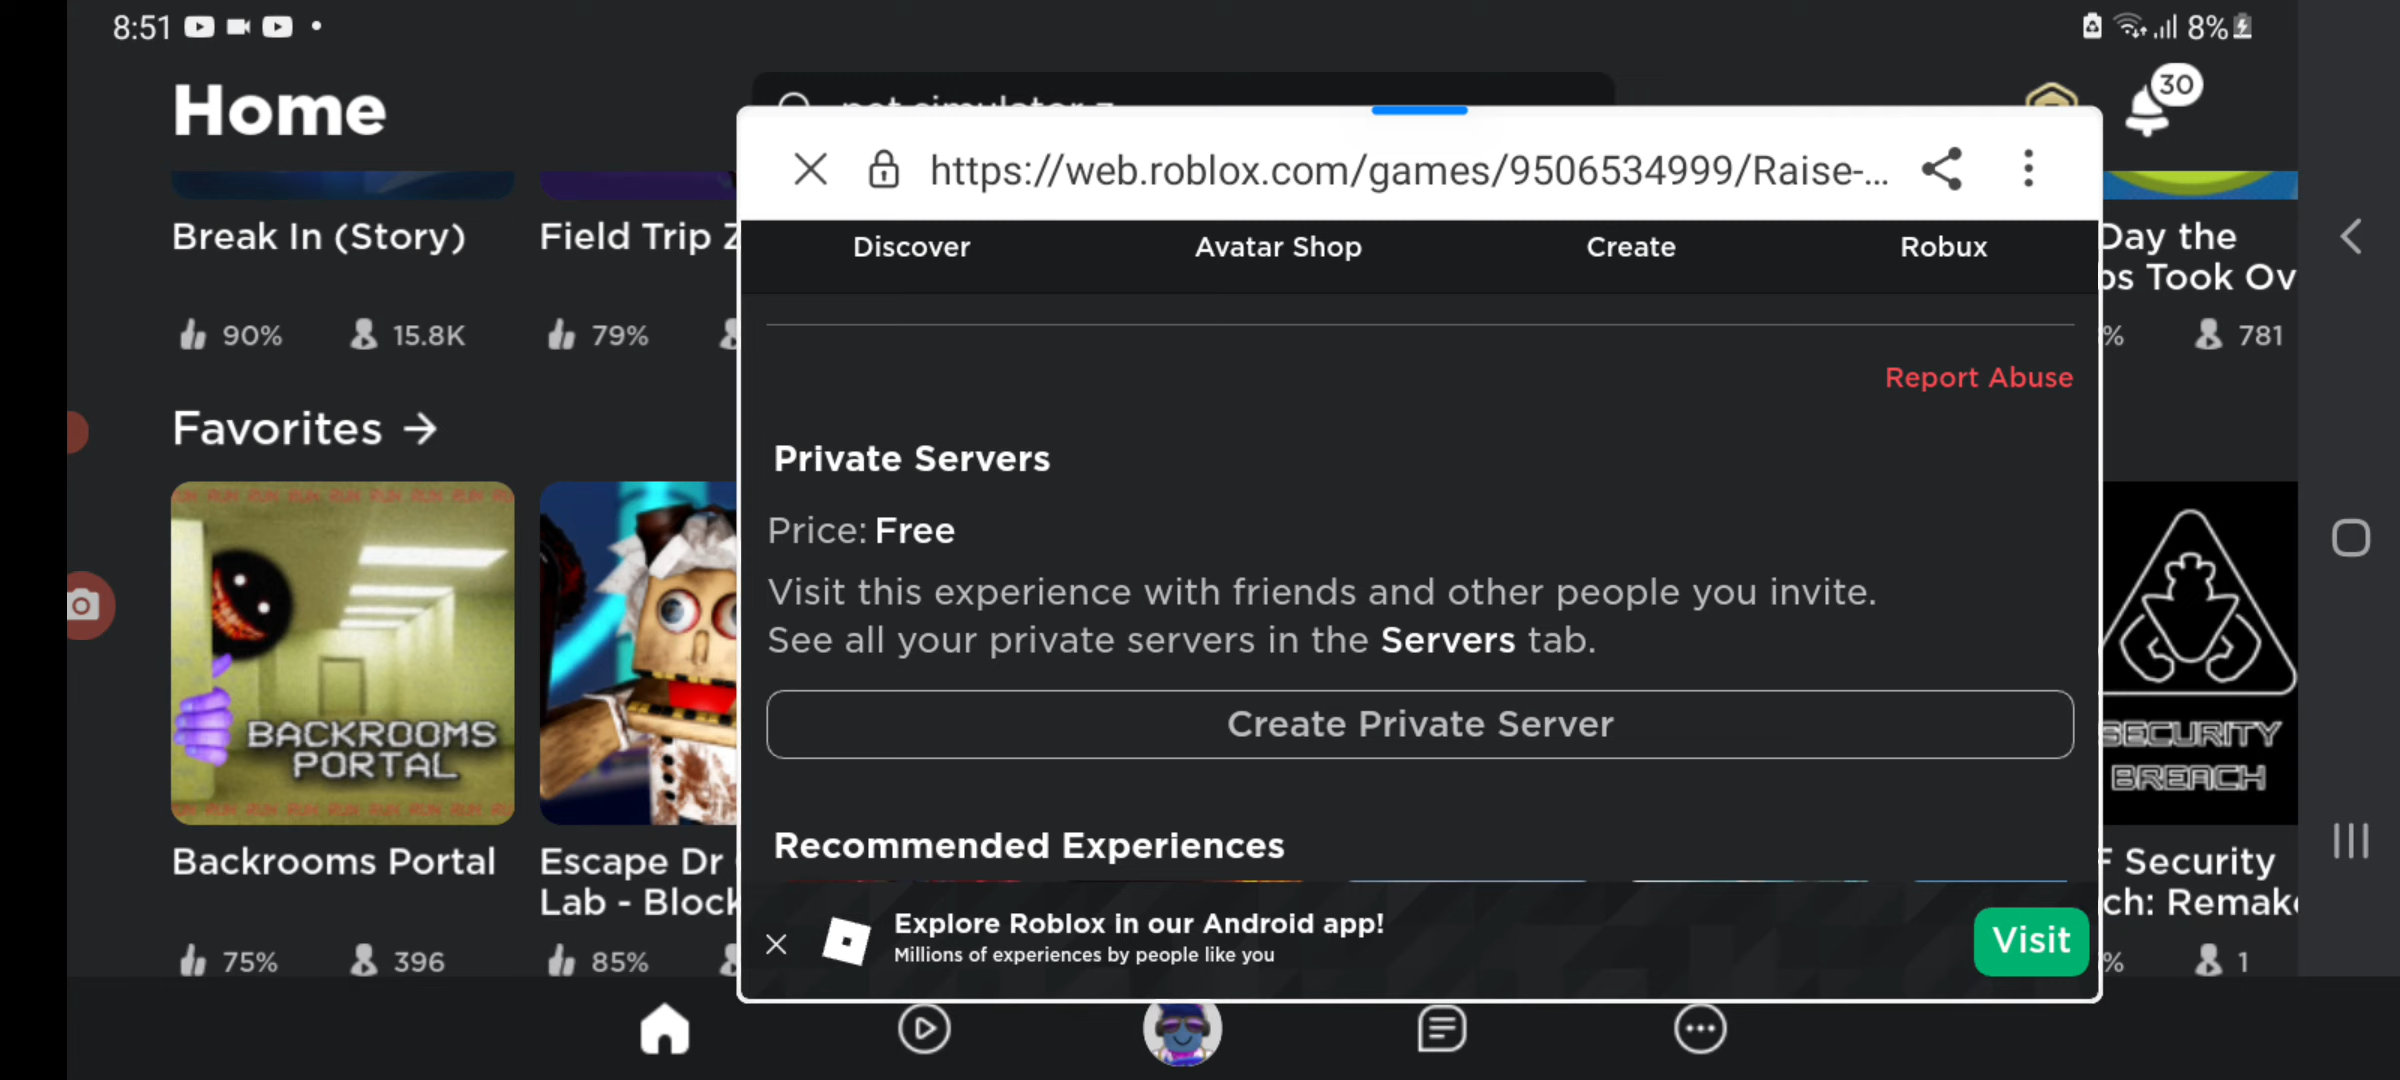 8:51
8%
Home
30
https://web.roblox.com/games/9506534999/Raise-...
Discover
Avatar Shop
Create
Robux
Break In (Story)
Field Trip Z
Day the
Took Ov
90%
15.8K
79%
%
781
Report Abuse
Favorites
Private Servers
Price: Free
Visit this experience with friends and other people you invite.
See all your private servers in the Servers tab.
Create Private Server
BACKROOMS
PORTAL
SECURITY
BREACH
Recommended Experiences
Backrooms Portal
Escape Dr
Lab - Block
Security
Explore Roblox in our Android app!
Millions of experiences by people like you
Visit
75%
396
85%
%
1